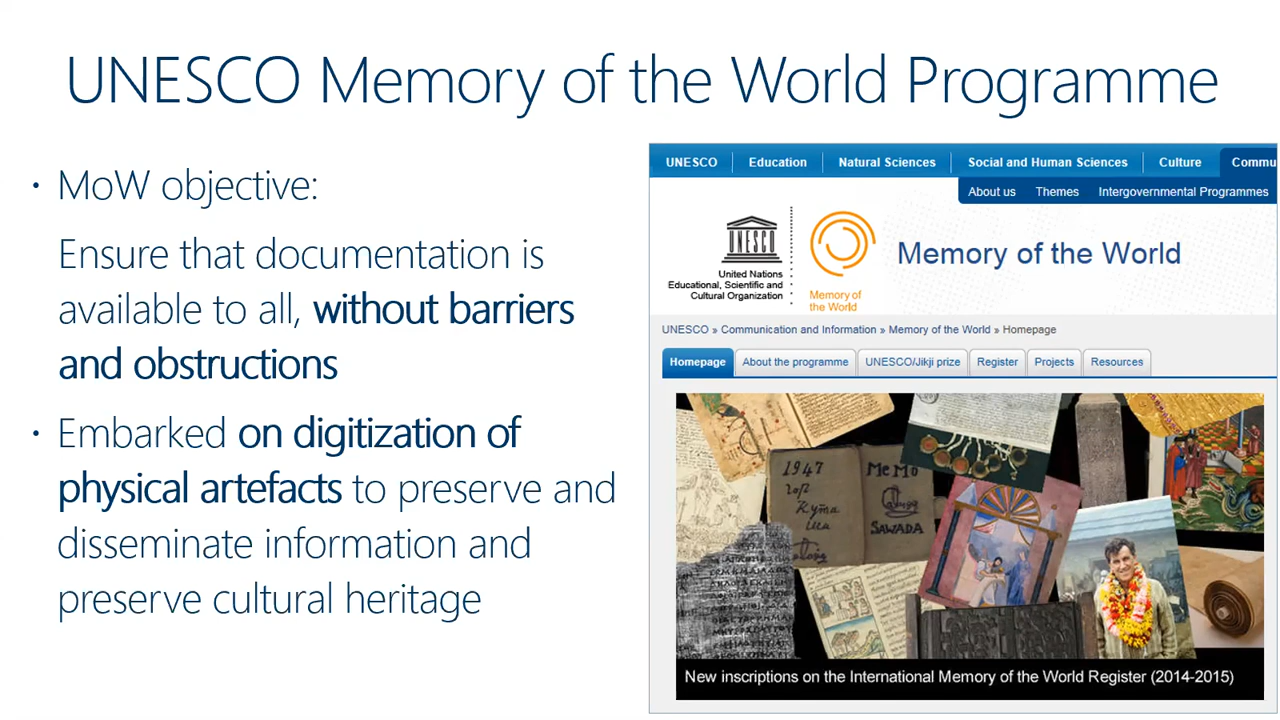 UNESCO Memory of the World Programme
• MoW objective:
Ensure that documentation is
available to all, without barriers
and obstructions
• Embarked on digitization of
physical artefacts to preserve and
disseminate information and
preserve cultural heritage
UNESCO Education Natural Sciences Social and Human Sciences Culture Commu
About us Themes Intergovernmental Programmes
UNESCO
United Nations
Educational, Scientific and
Cultural Organization
Memory of
the World
Memory of the World
UNESCO » Communication and Information » Memory of the World » Homepage
Homepage About the programme UNESCO/Jikji prize Register Projects Resources
1947
MEMO
SAWADA
New inscriptions on the International Memory of the World Register (2014-2015)